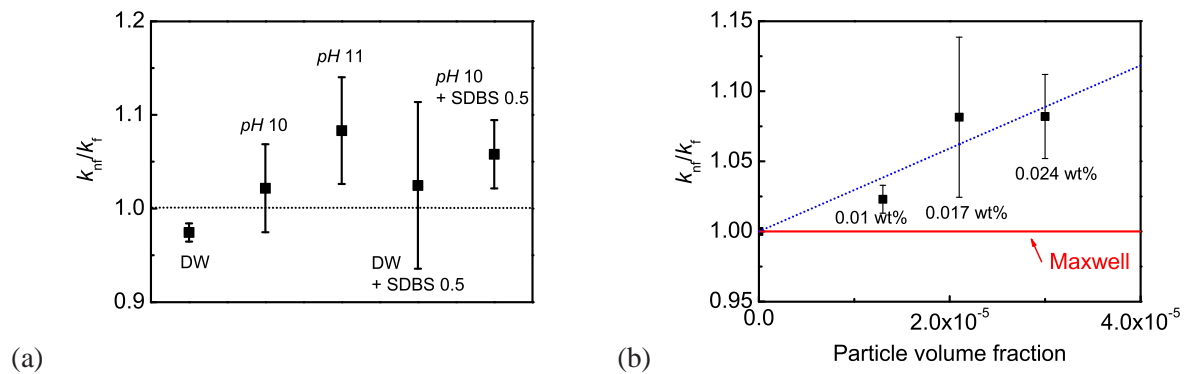 1.2
1.1
1.0
0.9
knf/kf
DW
pH 10
pH 11
DW
+ SDBS 0.5
pH 10
+ SDBS 0.5
(a)
1.15
1.10
1.05
1.00
0.95
knf/kf
0.01 wt%
0.017 wt%
0.024 wt%
Maxwell
0.0
2.0x10-5
4.0x10-5
Particle volume fraction
(b)